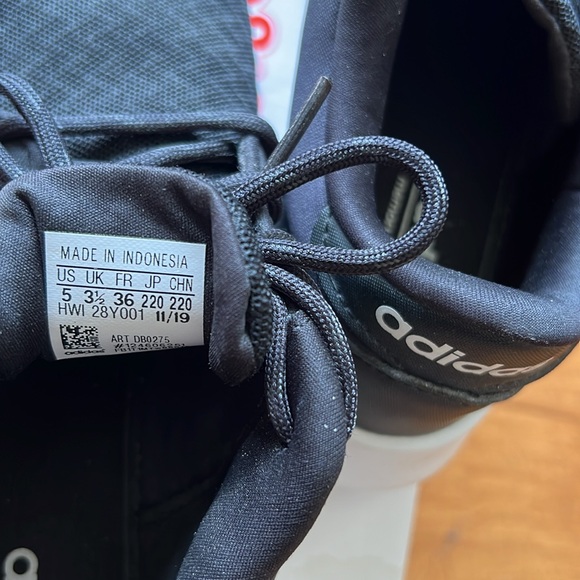 MADE IN INDONESIA
US UK FR JP CHN
5 3½ 36 220 220
HWI 28Y001 11/19
ART DB0275
adidas
adidas